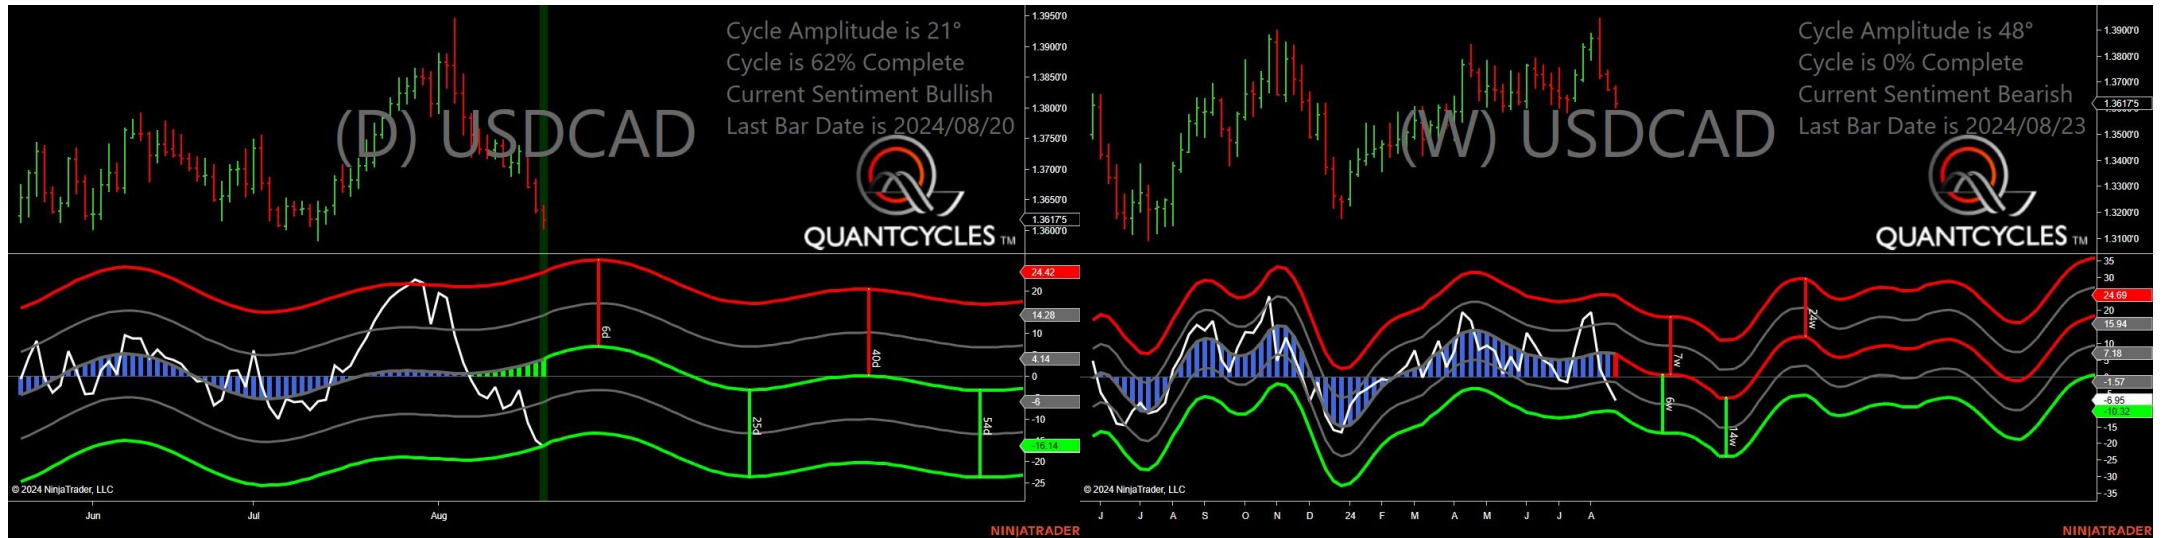 Cycle Amplitude is 21°
Cycle is 62% Complete
Current Sentiment Bullish
Last Bar Date is 2024/08/20
(D) USDCAD
QUANTCYCLES TM
1.3950'0
1.3900'0
1.3850'0
1.3800'0
1.3750'0
1.3700'0
1.3650'0
1.3617'5
1.3600'0
24.42
20
14.28
10
4.14
0
-6
-10
-16.14
-20
-25
6d
25d
40d
54d
© 2024 NinjaTrader, LLC
Jun
Jul
Aug
NINJATRADER
Cycle Amplitude is 48°
Cycle is 0% Complete
Current Sentiment Bearish
Last Bar Date is 2024/08/23
(W) USDCAD
QUANTCYCLES TM
1.3900'0
1.3800'0
1.3700'0
1.3617'5
1.3500'0
1.3400'0
1.3300'0
1.3200'0
1.3100'0
35
30
24.69
20
15.94
10
7.18
-1.57
-6.95
-10.32
-15
-20
-25
-30
-35
7w
6w
14w
24w
© 2024 NinjaTrader, LLC
J J A S O N D 24 F M A M J J A
NINJATRADER